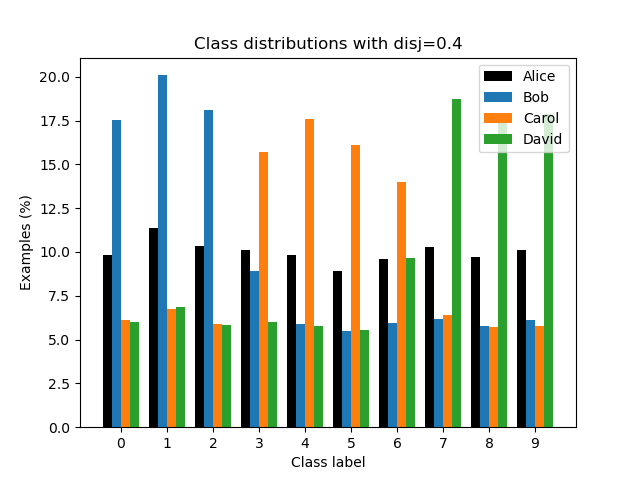 Class distributions with disj=0.4
Alice
Bob
Carol
David
Examples (%)
20.0
17.5
15.0
12.5
10.0
7.5
5.0
2.5
0.0
0 1 2 3 4 5 6 7 8 9
Class label